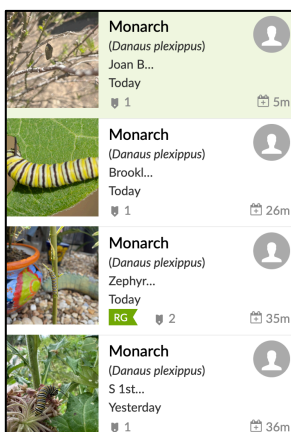 Monarch
(Danaus plexippus)
Joan B...
Today
1 5m
Monarch
(Danaus plexippus)
Brookl...
Today
1 26m
Monarch
(Danaus plexippus)
Zephyr...
Today
RG 2 35m
Monarch
(Danaus plexippus)
S 1st...
Yesterday
1 36m